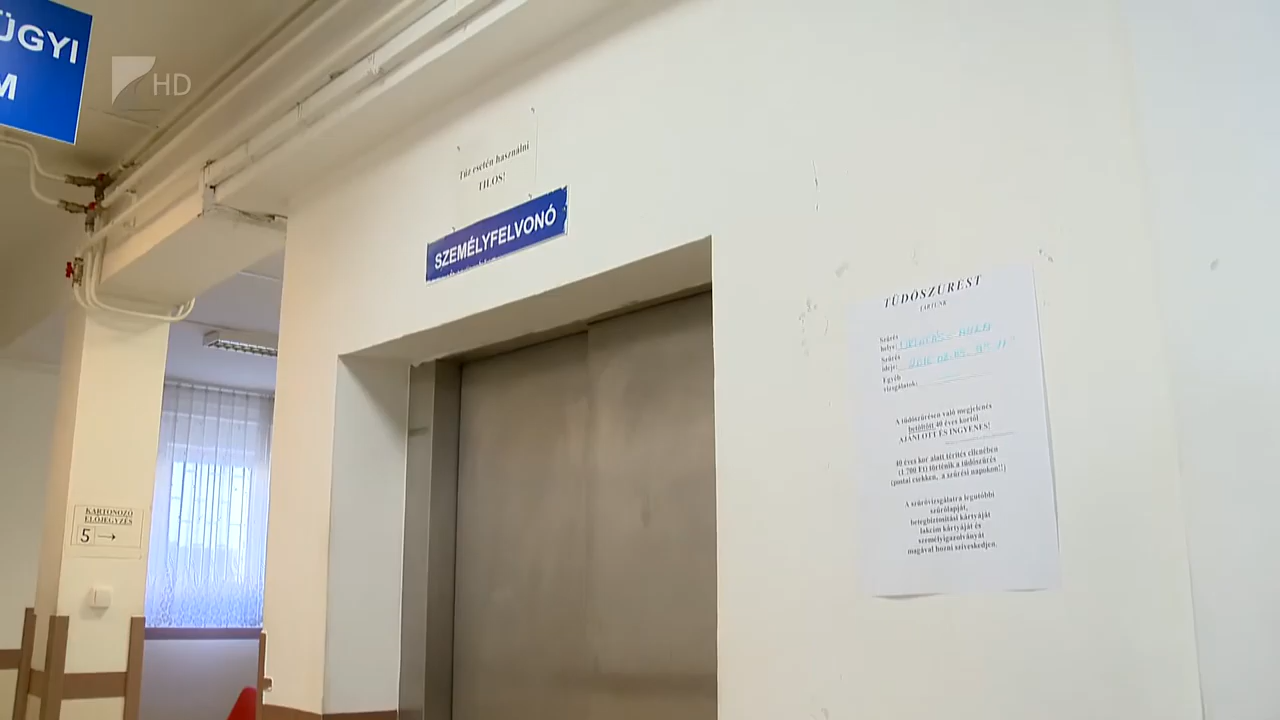 ÜGYI
M
HD
Tűz esetén használni
TILOS!
SZEMÉLYFELVONÓ
KARTONOZÓ
ELŐJEGYZÉS
5 →
TÜDŐSZŰRÉST
TARTUNK
Szűrés
helye:
Szűrés
ideje:
Egyéb
vizsgálatok:
A tüdőszűrésen való megjelenés
betöltött 40 éves kortól
AJÁNLOTT ÉS INGYENES!
40 éves kor alatt térítés ellenében
(1 700 Ft) történik a tüdőszűrés
(postai csekken, a szűrési napokon!!)
A szűrővizsgálatra legutóbbi
szűrőlapját,
betegbiztosítási kártyáját
lakcím kártyáját és
személyigazolványát
magával hozni szíveskedjen.